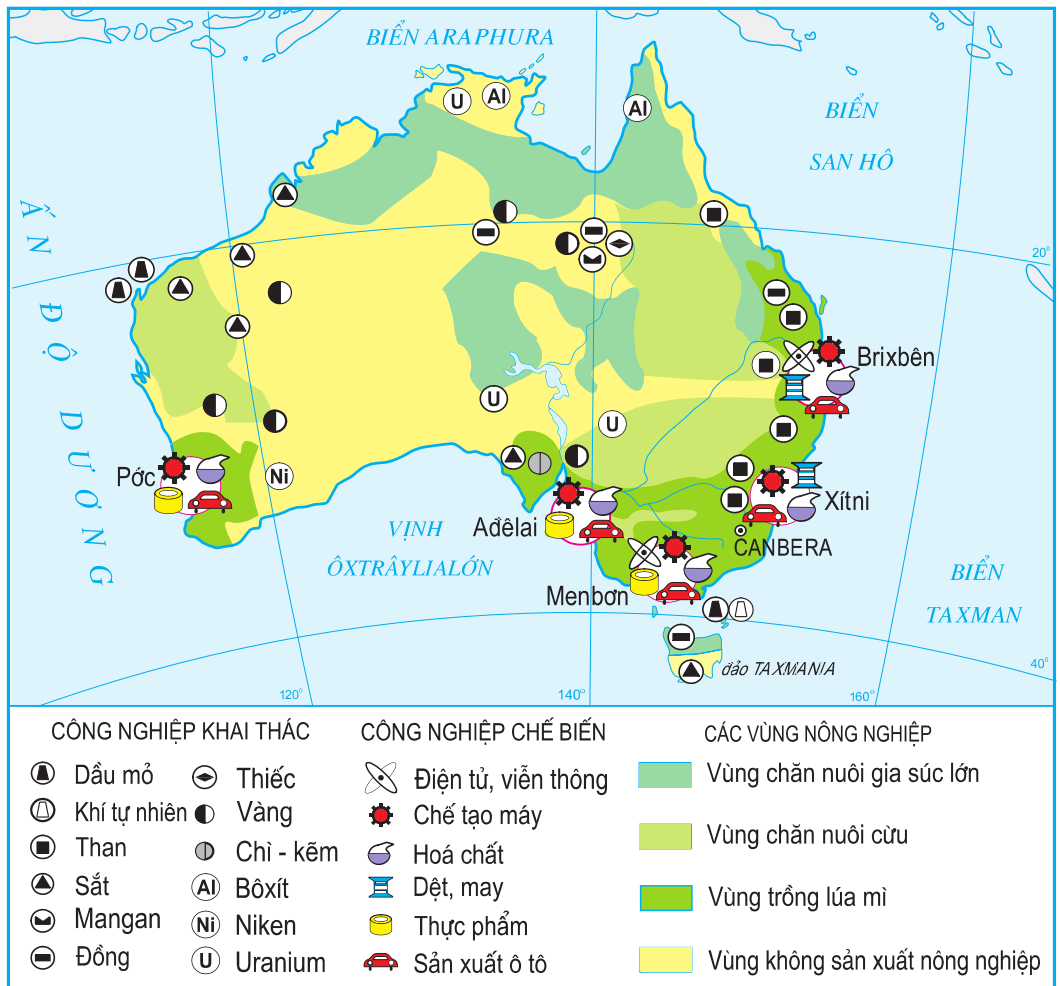 BIỂN ARAPHURA
U
Al
Al
BIỂN
SAN HÔ
ẤN ĐỘ DƯƠNG
20°
Brixbên
U
U
Ni
Pớc
Xítni
Ađêlai
CANBERA
VỊNH
ÔXTRÂYLIALỚN
Menbơn
BIỂN
TAXMAN
đảo TAXMANIA
40°
120°
140°
160°
CÔNG NGHIỆP KHAI THÁC
Dầu mỏ
Khí tự nhiên
Than
Sắt
Mangan
Đồng
Thiếc
Vàng
Chì - kẽm
Al Bôxít
Ni Niken
U Uranium
CÔNG NGHIỆP CHẾ BIẾN
Điện tử, viễn thông
Chế tạo máy
Hoá chất
Dệt, may
Thực phẩm
Sản xuất ô tô
CÁC VÙNG NÔNG NGHIỆP
Vùng chăn nuôi gia súc lớn
Vùng chăn nuôi cừu
Vùng trồng lúa mì
Vùng không sản xuất nông nghiệp